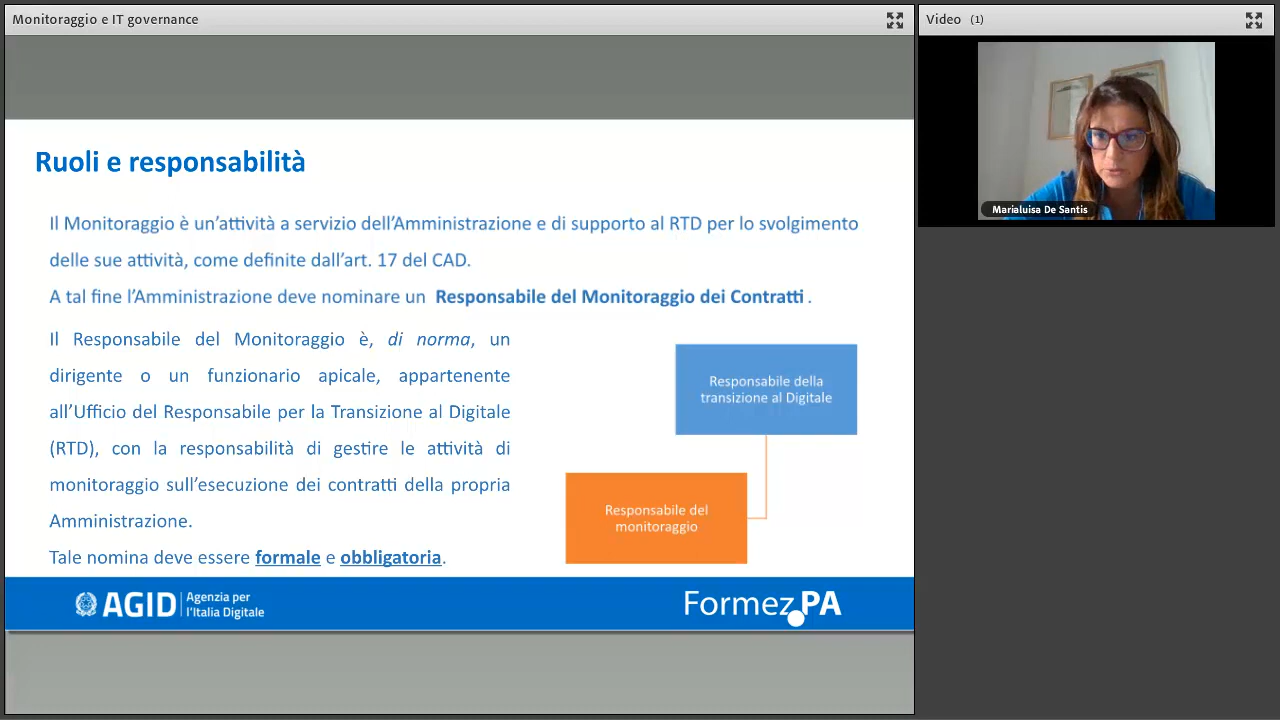 Monitoraggio e IT governance
Video (1)
Marialuisa De Santis
Ruoli e responsabilità
Il Monitoraggio è un'attività a servizio dell'Amministrazione e di supporto al RTD per lo svolgimento
delle sue attività, come definite dall'art. 17 del CAD.
A tal fine l'Amministrazione deve nominare un Responsabile del Monitoraggio dei Contratti .
Il Responsabile del Monitoraggio è, di norma, un
dirigente o un funzionario apicale, appartenente
all'Ufficio del Responsabile per la Transizione al Digitale
(RTD), con la responsabilità di gestire le attività di
monitoraggio sull'esecuzione dei contratti della propria
Amministrazione.
Tale nomina deve essere formale e obbligatoria.
Responsabile della
transizione al Digitale
Responsabile del
monitoraggio
AGID
Agenzia per
l'Italia Digitale
Formez.PA